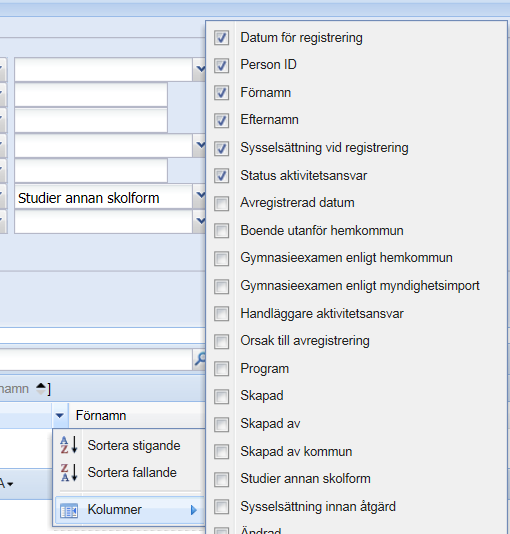 Datum för registrering
Person ID
Förnamn
Efternamn
Sysselsättning vid registrering
Status aktivitetsansvar
Studier annan skolform
Avregistrerad datum
Boende utanför hemkommun
Gymnasieexamen enligt hemkommun
Gymnasieexamen enligt myndighetsimport
Handläggare aktivitetsansvar
Orsak till avregistrering
Program
Skapad
namn ]
Förnamn
Skapad av
Sortera stigande
Skapad av kommun
Sortera fallande
Studier annan skolform
A
Kolumner
Sysselsättning innan åtgärd
Ändrad